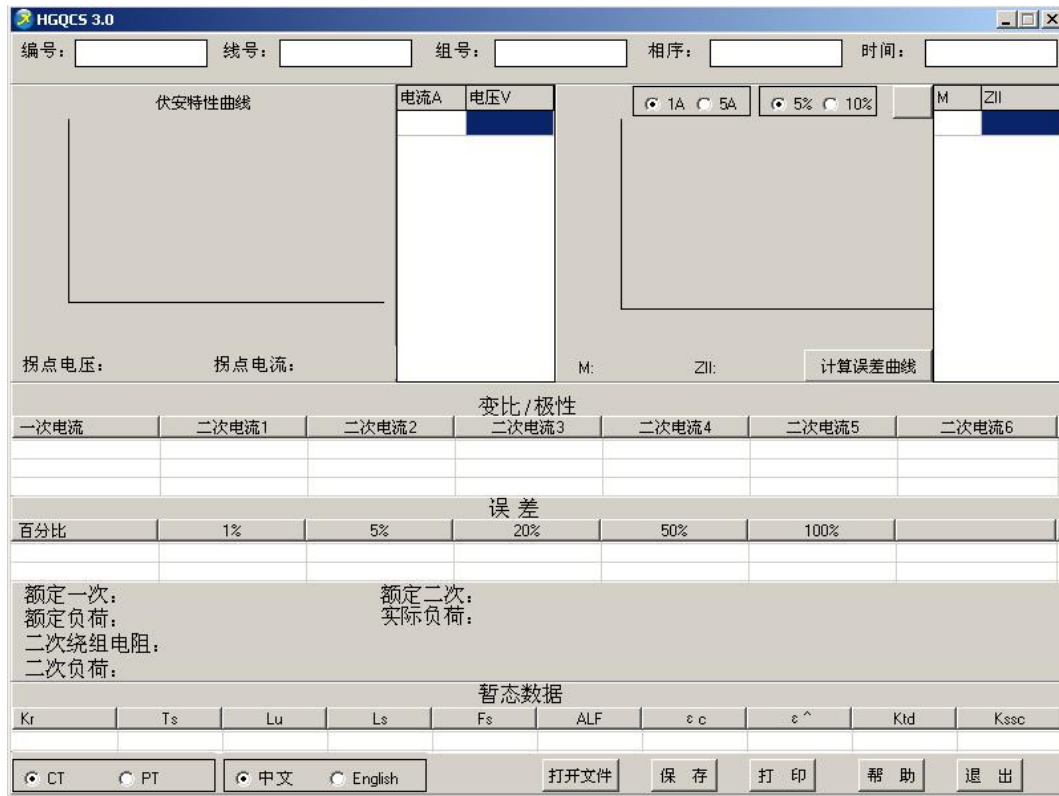 HGQCS 3.0
编号： 线号： 组号： 相序： 时间：
伏安特性曲线
电流A 电压V
1A 5A 5% 10%
M ZII
拐点电压： 拐点电流：
M: ZII: 计算误差曲线
变比/极性
一次电流 二次电流1 二次电流2 二次电流3 二次电流4 二次电流5 二次电流6
误 差
百分比 1% 5% 20% 50% 100%
额定一次： 额定二次：
额定负荷： 实际负荷：
二次绕组电阻：
二次负荷：
暂态数据
Kr Ts Lu Ls Fs ALF ε c ε ^ Ktd Kssc
CT PT 中文 English 打开文件 保 存 打 印 帮 助 退 出